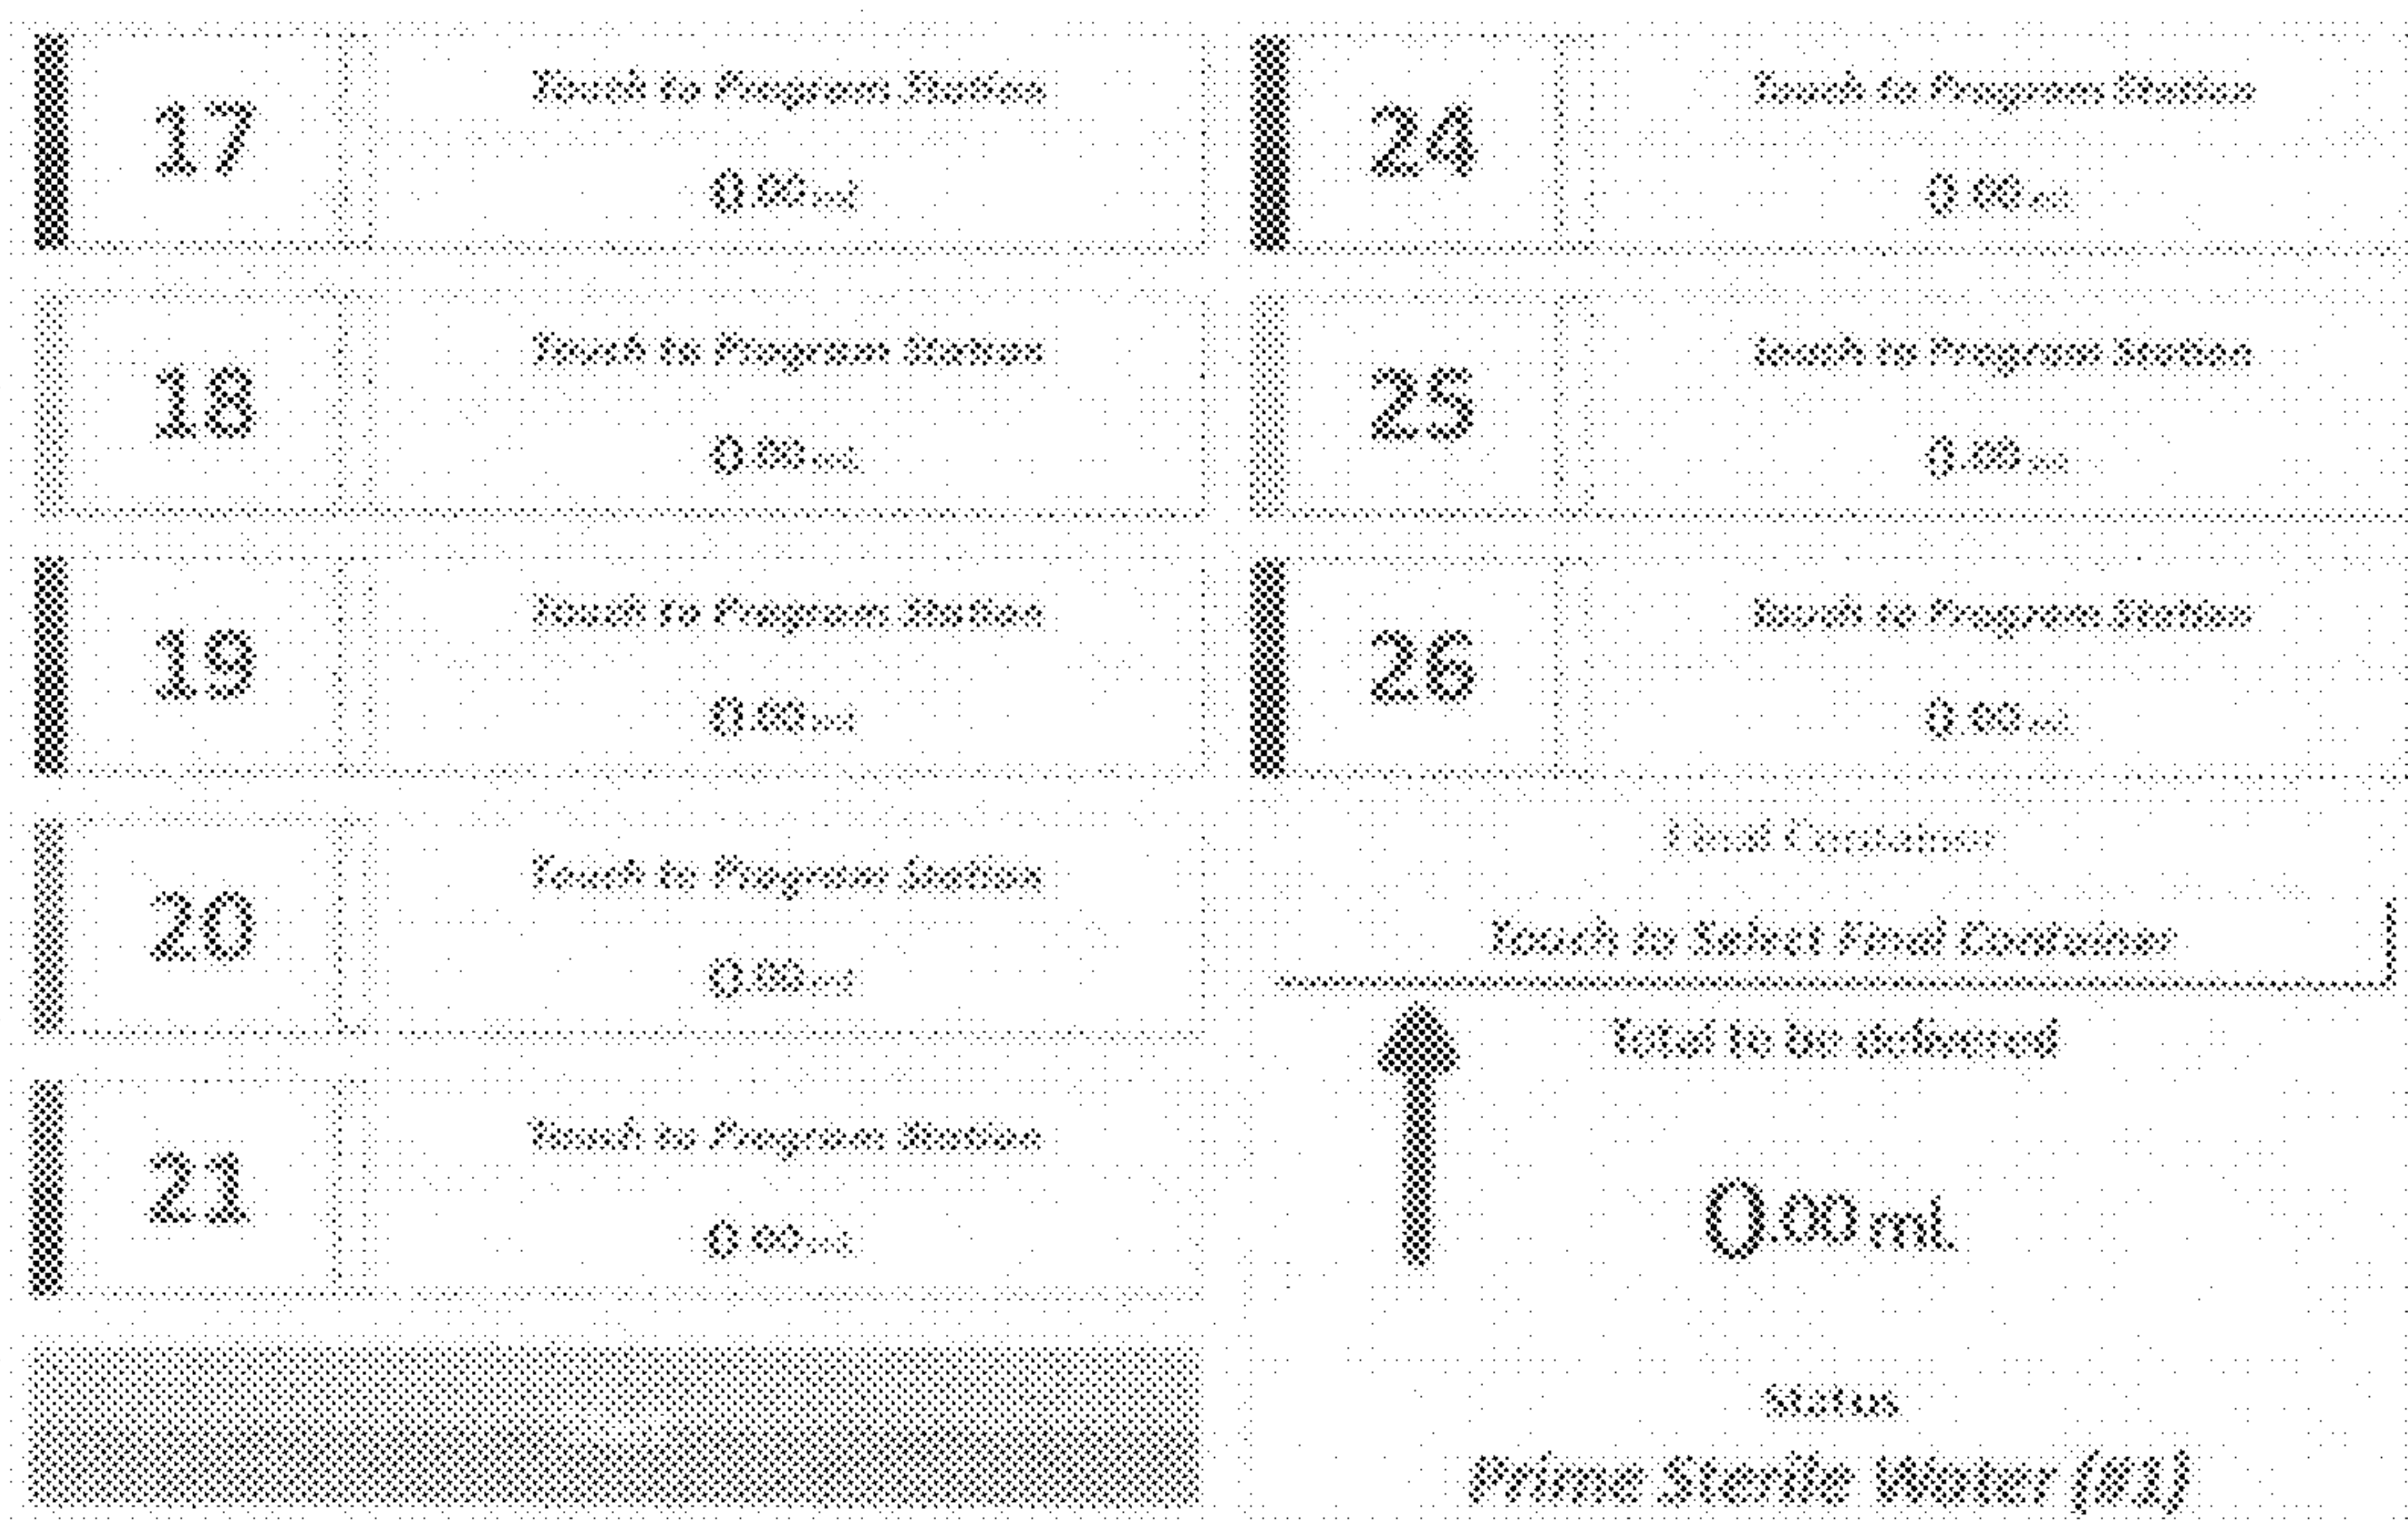 17
Touch to Program Station
0.00 ml
18
Touch to Program Station
0.00 ml
19
Touch to Program Station
0.00 ml
20
Touch to Program Station
0.00 ml
21
Touch to Program Station
0.00 ml
24
Touch to Program Station
0.00 ml
25
Touch to Program Station
0.00 ml
26
Touch to Program Station
0.00 ml
Final Container
Touch to Select Final Container
Total to be delivered
0.00 mL
Status
Prime Sterile Water (#1)